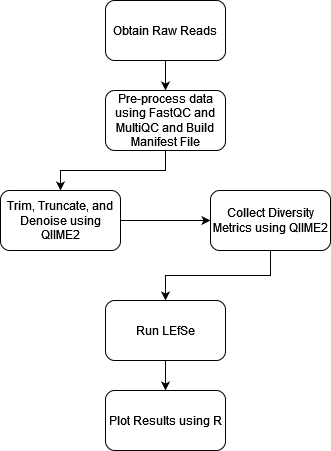 Obtain Raw Reads
Pre-process data
using FastQC and
MultiQC and Build
Manifest File
Trim, Truncate, and
Denoise using
QIIME2
Collect Diversity
Metrics using QIIME2
Run LEfSe
Plot Results using R